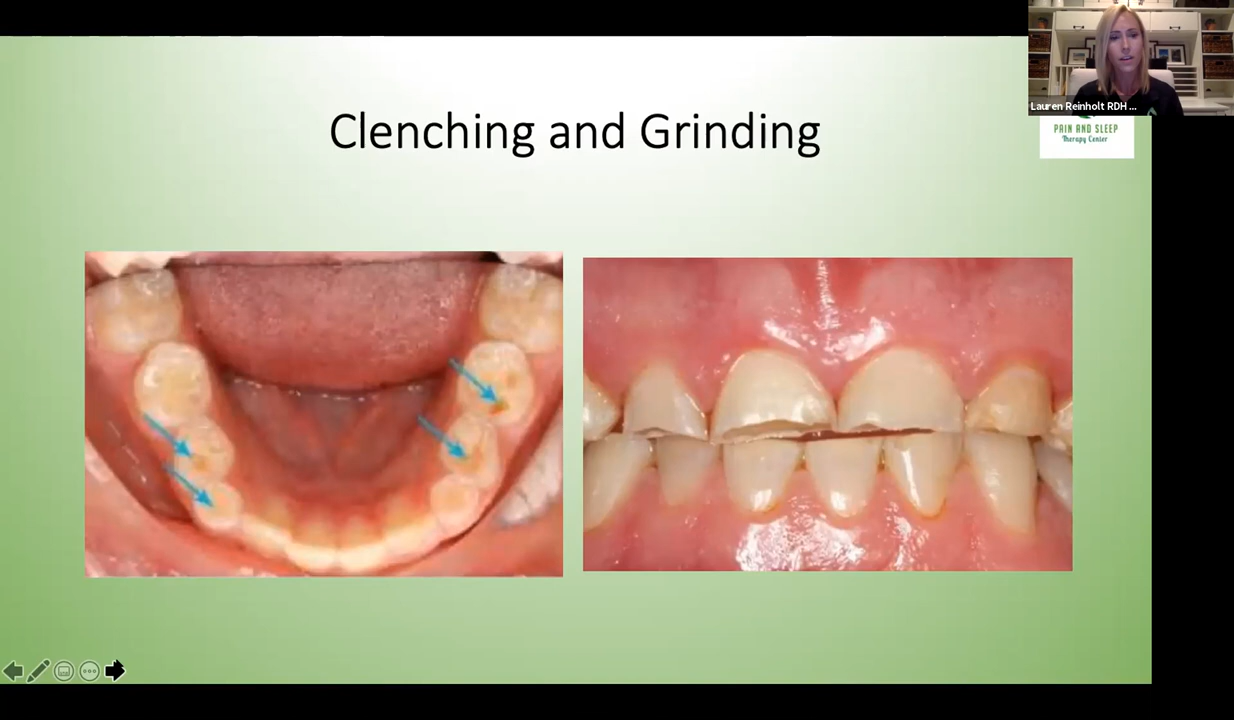 Lauren Reinholt RDH ...
PAIN AND SLEEP
Therapy Center
Clenching and Grinding